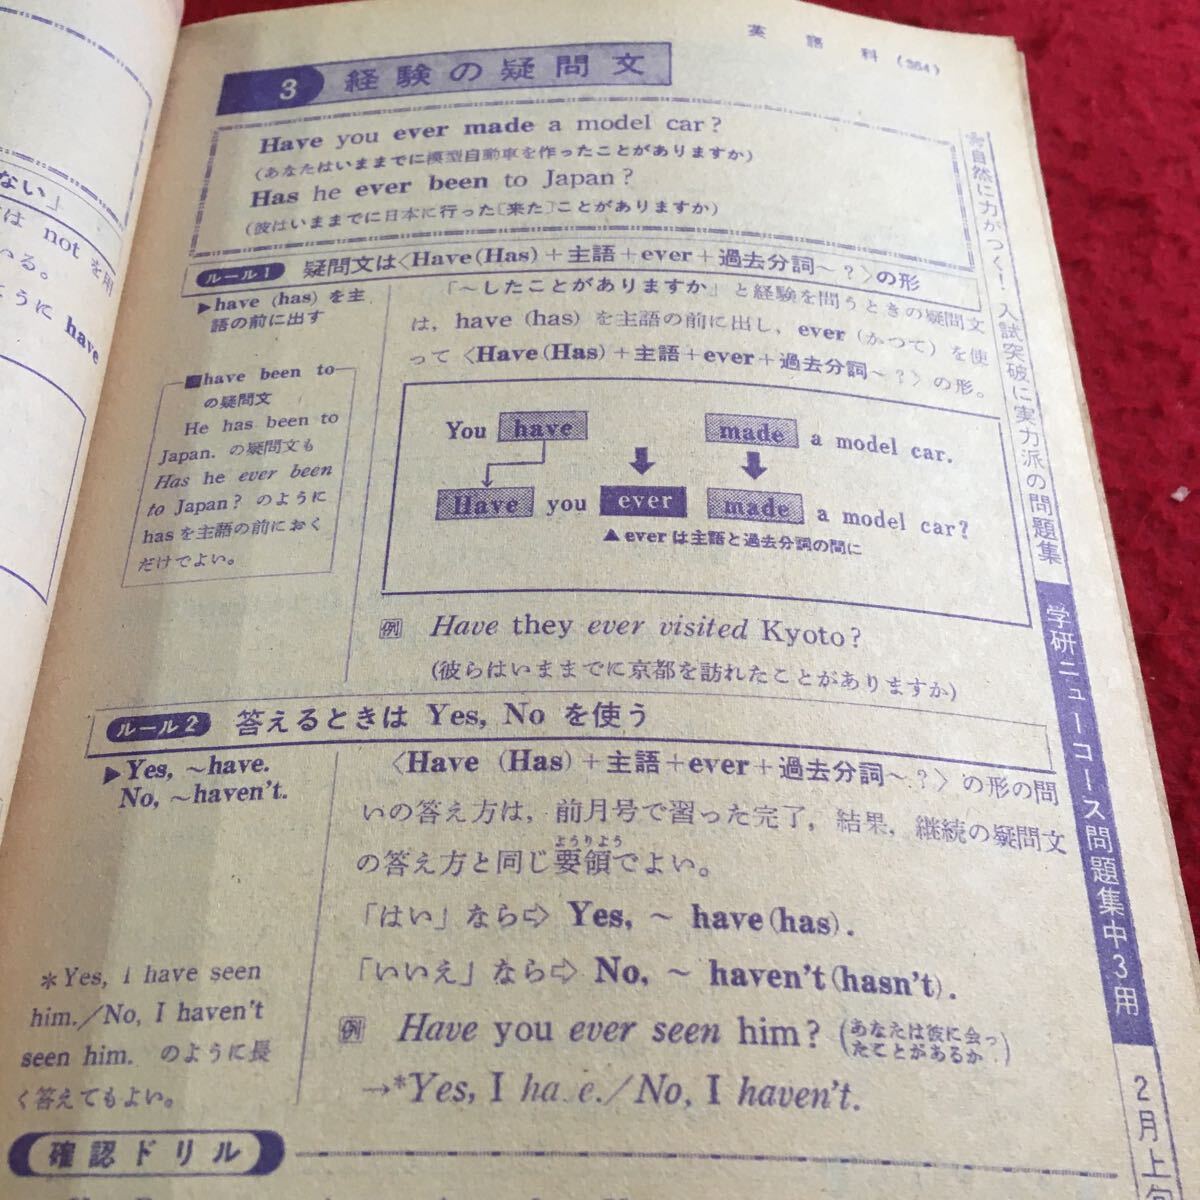 英語科 (364)
3 経験の疑問文
Have you ever made a model car?
(あなたはいままでに模型自動車を作ったことがありますか)
Has he ever been to Japan?
(彼はいままでに日本に行った[来た]ことがありますか)
ルール1 疑問文は〈Have(Has)+主語+ever+過去分詞~?〉の形
▶have (has) を主
語の前に出す
「~したことがありますか」と経験を問うときの疑問文
は, have (has) を主語の前に出し, ever (かつて) を使
って〈Have(Has)+主語+ever+過去分詞~?〉の形。
■have been to
の疑問文
He has been to
Japan. の疑問文も
Has he ever been
to Japan? のように
hasを主語の前におく
だけでよい。
You have made a model car.
Have you ever made a model car?
▲everは主語と過去分詞の間に
例 Have they ever visited Kyoto?
(彼らはいままでに京都を訪れたことがありますか)
ルール2 答えるときは Yes, No を使う
▶Yes, ~have.
No, ~haven't.
〈Have (Has)+主語+ever+過去分詞~?〉の形の問
いの答え方は, 前月号で習った完了, 結果, 継続の疑問文
ようりよう
の答え方と同じ要領でよい。
「はい」なら⇨ Yes, ~ have(has).
「いいえ」なら⇨ No, ~ haven't(hasn't).
例 Have you ever seen him? (あなたは彼に会っ
たことがあるか.)
→*Yes, I ha e./No, I haven't.
*Yes, I have seen
him./No, I haven't
seen him. のように長
く答えてもよい。
確認ドリル
自然に力がつく! 入試突破に実力派の問題集
学研ニューコース問題集中3用
2月上旬
ない」
は not を用
いる。
ように have